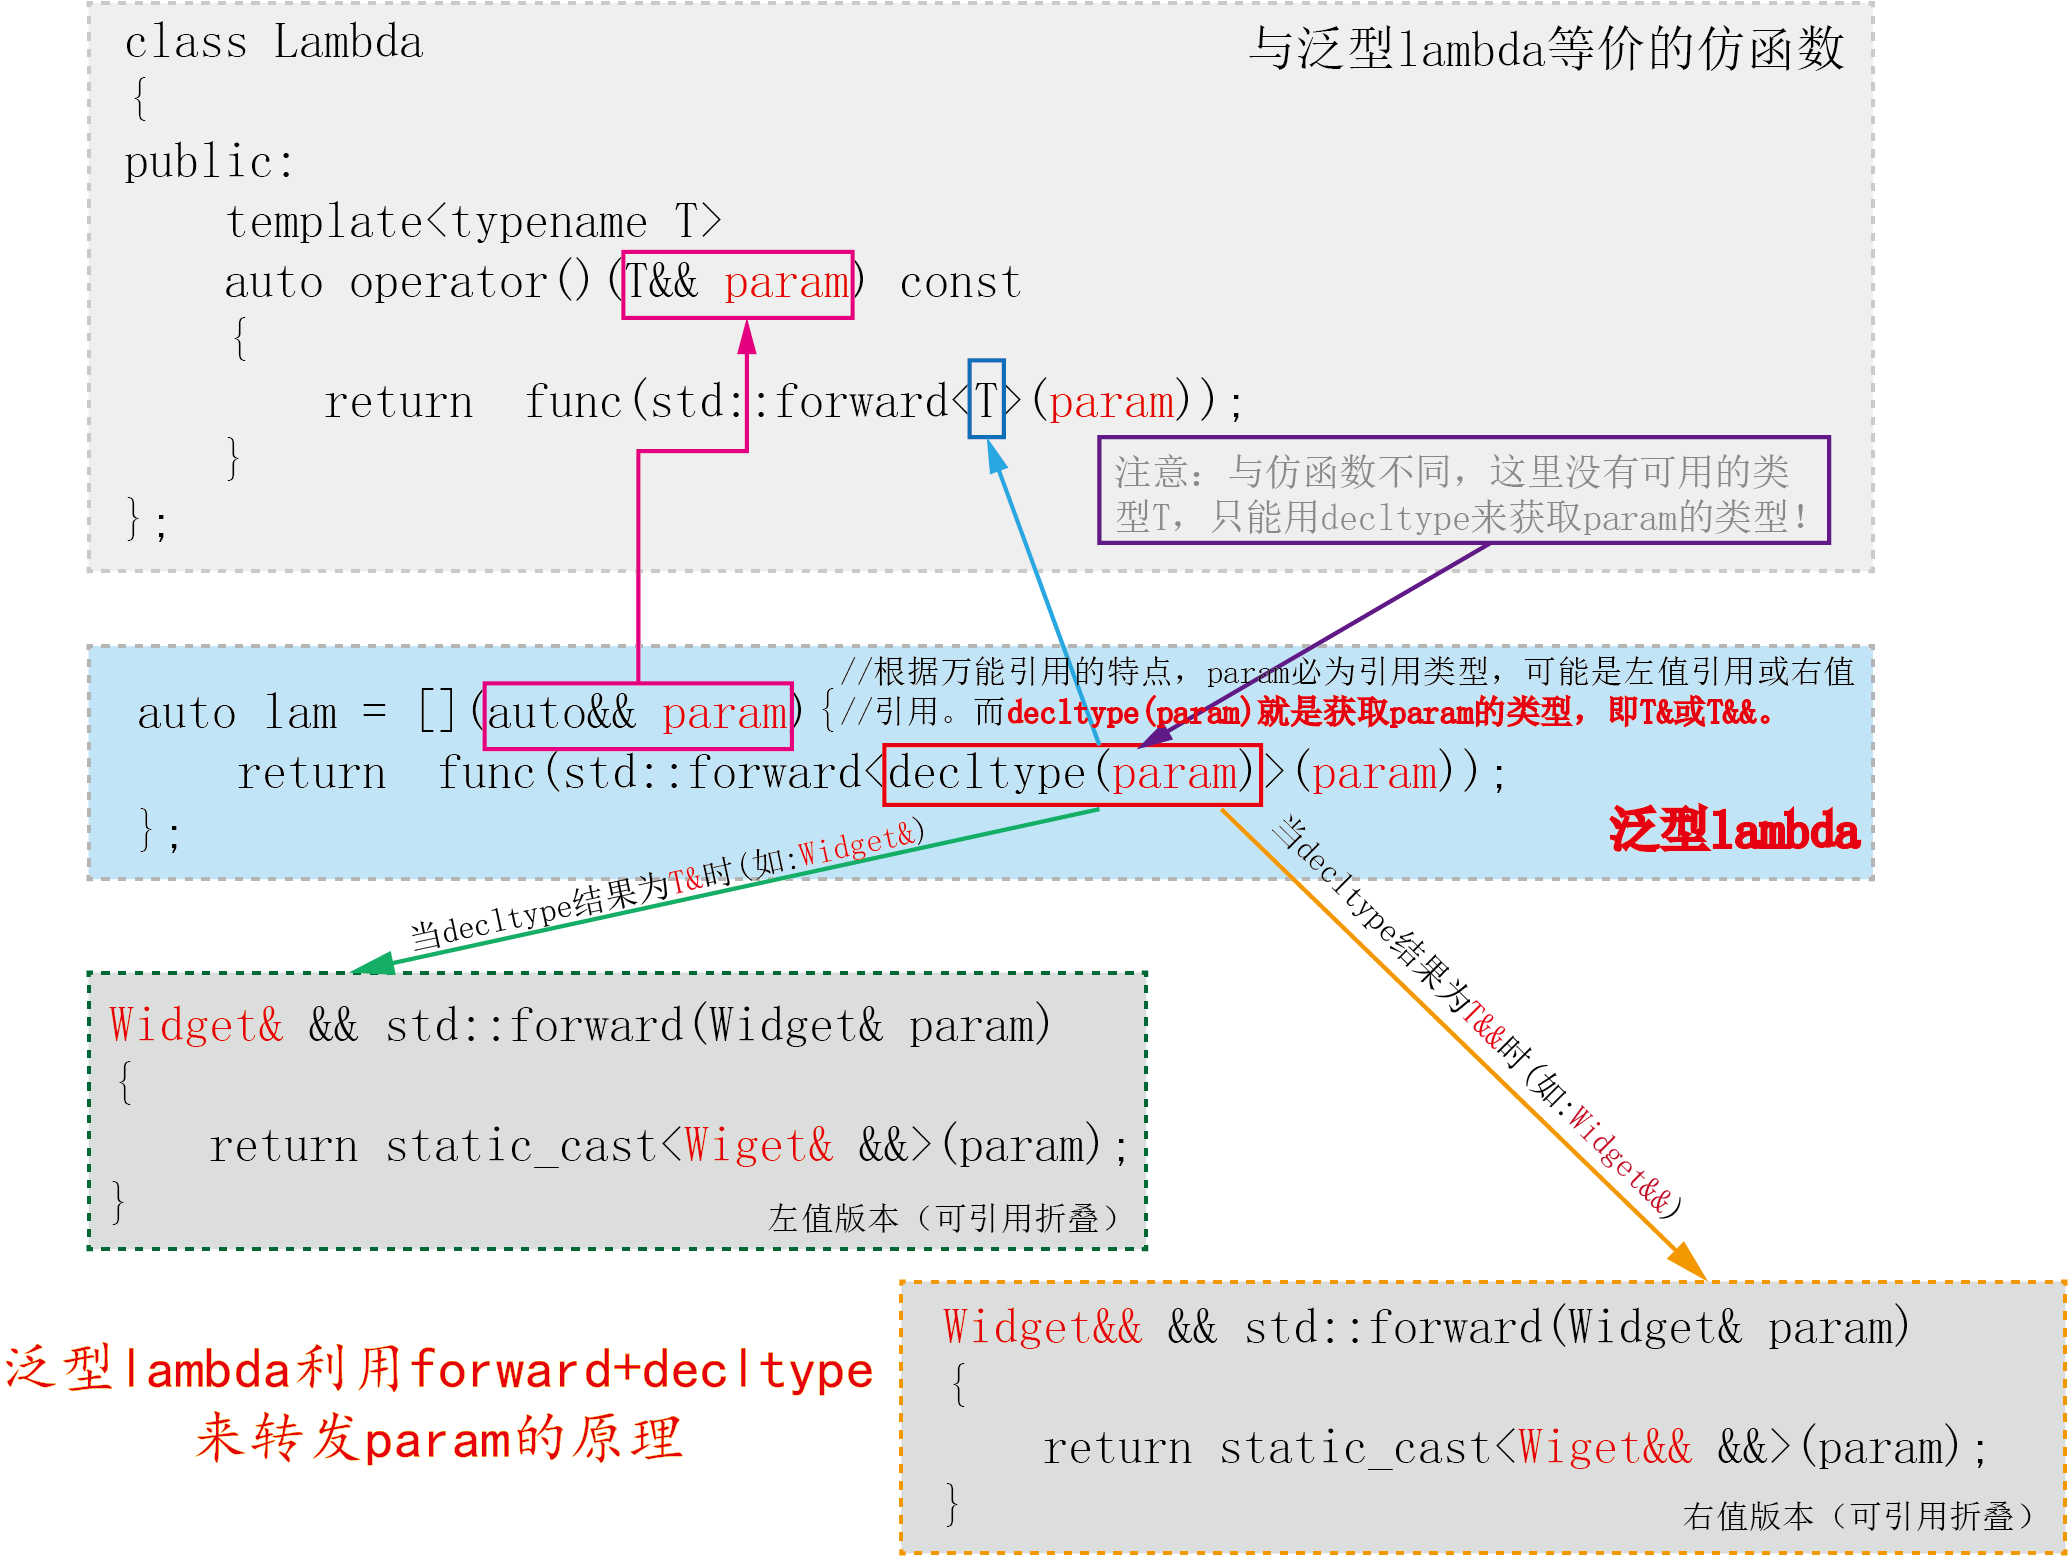 class Lambda
与泛型lambda等价的仿函数
{
public:
template<typename T>
auto operator()(T&& param) const
{
return func(std::forward<T>(param));
}
};
注意：与仿函数不同，这里没有可用的类
型T，只能用decltype来获取param的类型！
//根据万能引用的特点，param必为引用类型，可能是左值引用或右值
auto lam = [](auto&& param){//引用。而decltype(param)就是获取param的类型，即T&或T&&。
return func(std::forward<decltype(param)>(param));
};
泛型lambda
当decltype结果为T&时(如:Widget&)
当decltype结果为T&&时(如:Widget&&)
Widget& && std::forward(Widget& param)
{
return static_cast<Wiget& &&>(param);
}
左值版本（可引用折叠）
Widget&& && std::forward(Widget& param)
{
return static_cast<Wiget&& &&>(param);
}
右值版本（可引用折叠）
泛型lambda利用forward+decltype
来转发param的原理